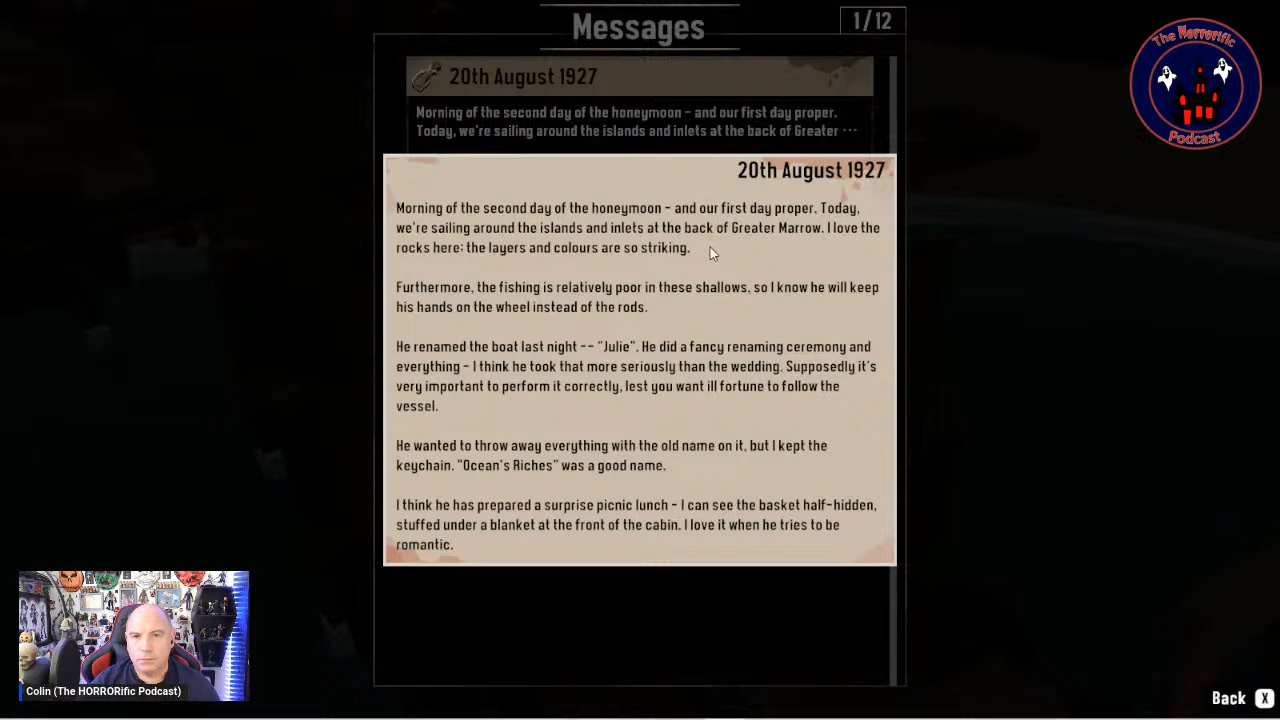 Messages
1/12
The HORRORific
Podcast
20th August 1927
Morning of the second day of the honeymoon - and our first day proper.
Today, we're sailing around the islands and inlets at the back of Greater ...
20th August 1927
Morning of the second day of the honeymoon - and our first day proper. Today,
we're sailing around the islands and inlets at the back of Greater Marrow. I love the
rocks here: the layers and colours are so striking.
Furthermore, the fishing is relatively poor in these shallows, so I know he will keep
his hands on the wheel instead of the rods.
He renamed the boat last night -- "Julie". He did a fancy renaming ceremony and
everything - I think he took that more seriously than the wedding. Supposedly it's
very important to perform it correctly, lest you want ill fortune to follow the
vessel.
He wanted to throw away everything with the old name on it, but I kept the
keychain. "Ocean's Riches" was a good name.
I think he has prepared a surprise picnic lunch - I can see the basket half-hidden,
stuffed under a blanket at the front of the cabin. I love it when he tries to be
romantic.
Colin (The HORRORific Podcast)
Back X